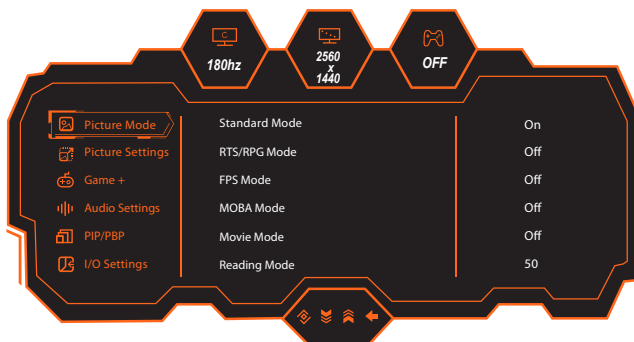 C
180hz
2560
x
1440
OFF
Picture Mode
Standard Mode
On
Picture Settings
RTS/RPG Mode
Off
Game +
FPS Mode
Off
Audio Settings
MOBA Mode
Off
PIP/PBP
Movie Mode
Off
I/O Settings
Reading Mode
50